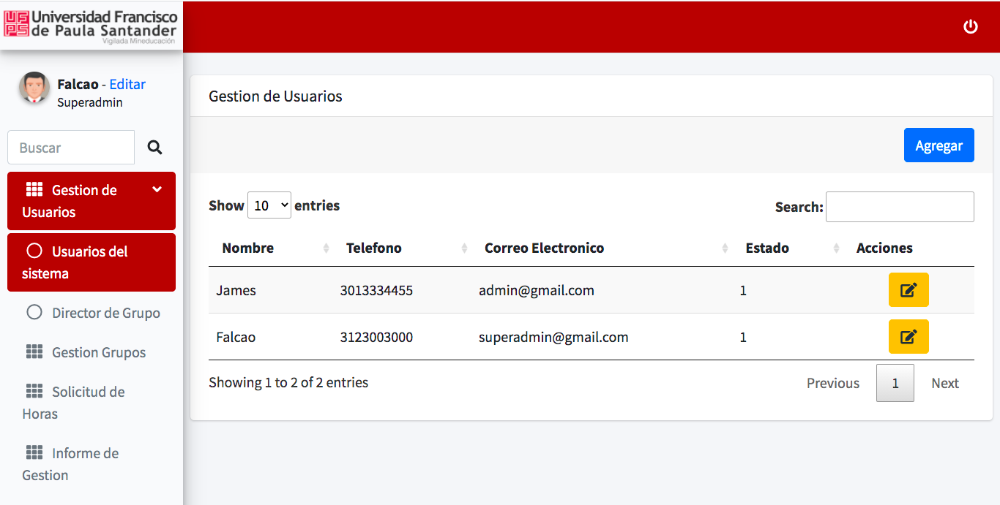 UFPS
Universidad Francisco
de Paula Santander
Vigilada Mineducación
Falcao - Editar
Superadmin
Buscar
Gestion de
Usuarios
Usuarios del
sistema
Director de Grupo
Gestion Grupos
Solicitud de
Horas
Informe de
Gestion
Gestion de Usuarios
Agregar
Show 10 entries
Search:
Nombre Telefono Correo Electronico Estado Acciones
James 3013334455 admin@gmail.com 1
Falcao 3123003000 superadmin@gmail.com 1
Showing 1 to 2 of 2 entries
Previous 1 Next